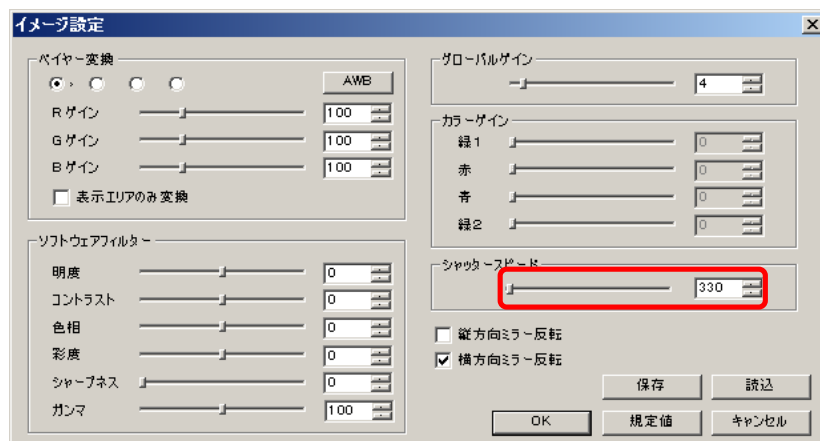 イメージ設定
ベイヤー変換
AWB
Rゲイン 100
Gゲイン 100
Bゲイン 100
表示エリアのみ変換
ソフトウェアフィルター
明度 0
コントラスト 0
色相 0
彩度 0
シャープネス 0
ガンマ 100
グローバルゲイン
4
カラーゲイン
緑1 0
赤 0
青 0
緑2 0
シャッタースピード
330
縦方向ミラー反転
横方向ミラー反転
保存 読込
OK 規定値 キャンセル